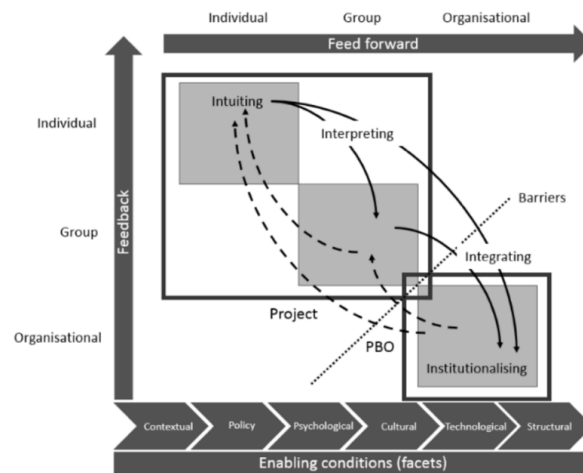 Individual Group Organisational
Feed forward
Individual
Group
Organisational
Feedback
Intuiting
Interpreting
Barriers
Integrating
Project
PBO
Institutionalising
Contextual Policy Psychological Cultural Technological Structural
Enabling conditions (facets)